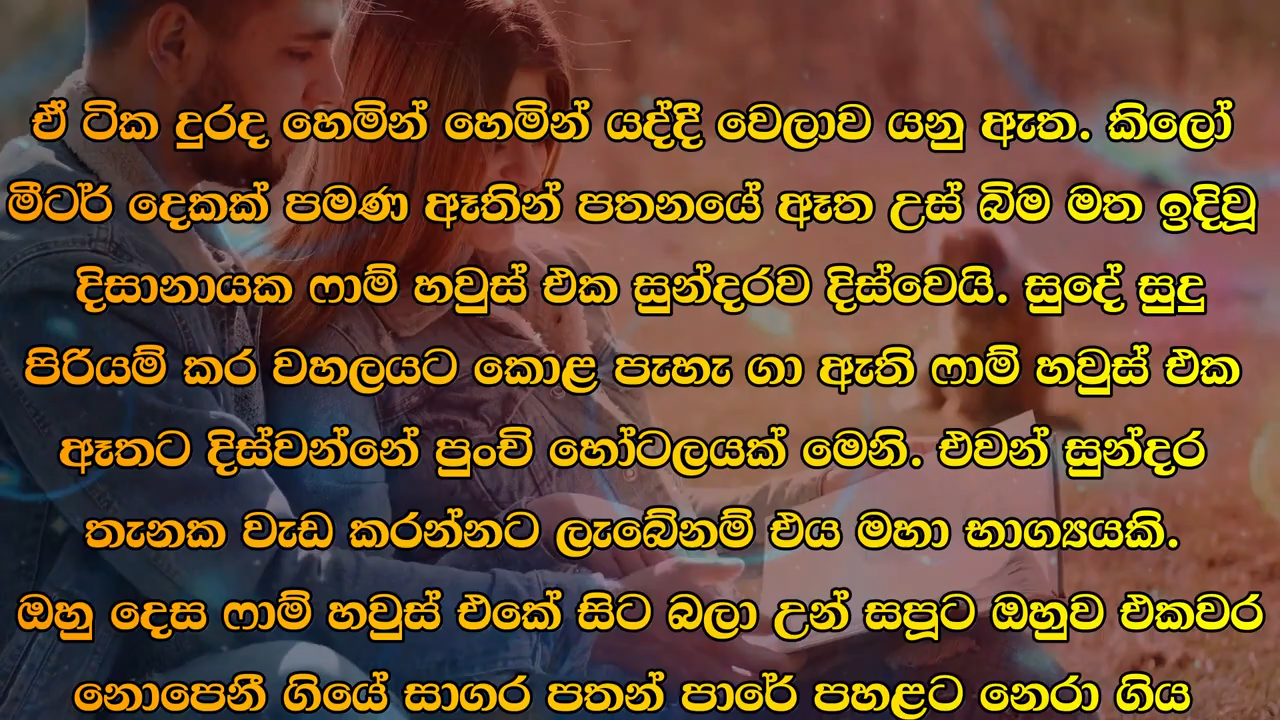 ඒ ටික දුරද හෙමින් හෙමින් යද්දී වෙලාව යනු ඇත. කිලෝ
මීටර් දෙකක් පමණ ඈතින් පතනයේ ඈත උස් බිම මත ඉදිවූ
දිසානායක ෆාම් හවුස් එක සුන්දරව දිස්වෙයි. සුදේ සුදු
පිරියම් කර වහලයට කොළ පැහැ ගා ඇති ෆාම් හවුස් එක
ඈතට දිස්වන්නේ පුංචි හෝටලයක් මෙනි. එවන් සුන්දර
තැනක වැඩ කරන්නට ලැබේනම් එය මහා භාග්‍යයකි.
ඔහු දෙස ෆාම් හවුස් එකේ සිට බලා උන් සපූට ඔහුව එකවර
නොපෙනී ගියේ සාගර පතන් පාරේ පහළට නෙරා ගිය